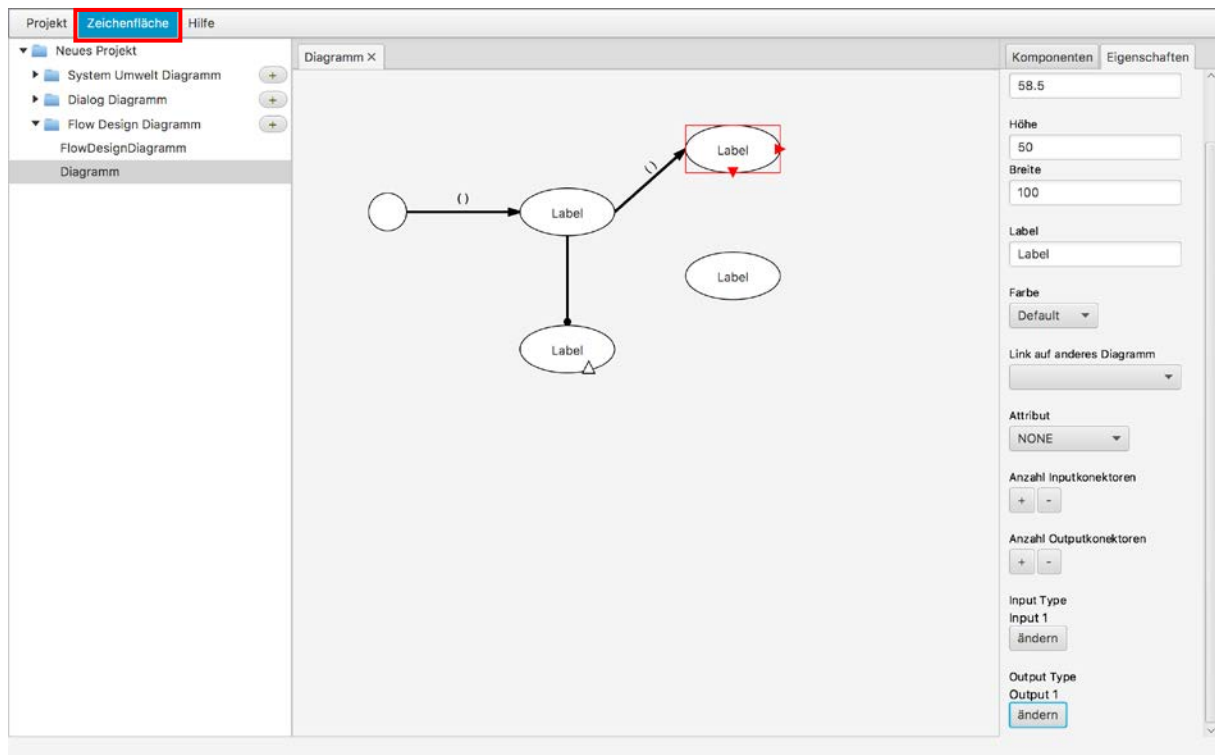 Projekt Zeichenfläche Hilfe
Neues Projekt
System Umwelt Diagramm +
Dialog Diagramm +
Flow Design Diagramm +
FlowDesignDiagramm
Diagramm
Diagramm ×
Label
()
()
Label
Label
Label
Komponenten Eigenschaften
58.5
Höhe
50
Breite
100
Label
Label
Farbe
Default
Link auf anderes Diagramm
Attribut
NONE
Anzahl Inputkonektoren
+ -
Anzahl Outputkonektoren
+ -
Input Type
Input 1
ändern
Output Type
Output 1
ändern